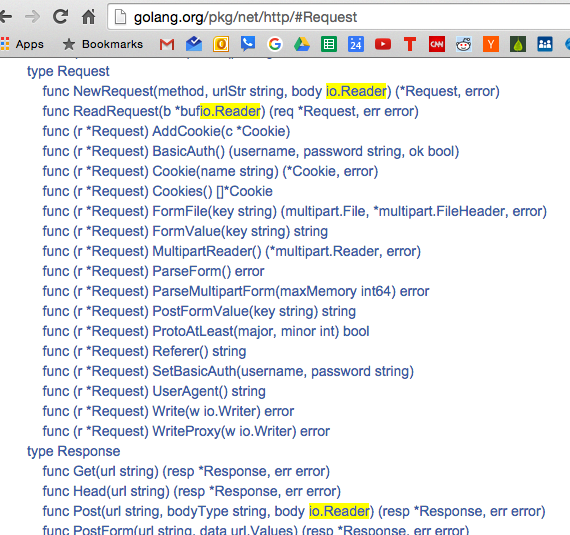 golang.org/pkg/net/http/#Request
Apps Bookmarks 24 T CNN Y
type Request
func NewRequest(method, urlStr string, body io.Reader) (*Request, error)
func ReadRequest(b *bufio.Reader) (req *Request, err error)
func (r *Request) AddCookie(c *Cookie)
func (r *Request) BasicAuth() (username, password string, ok bool)
func (r *Request) Cookie(name string) (*Cookie, error)
func (r *Request) Cookies() []*Cookie
func (r *Request) FormFile(key string) (multipart.File, *multipart.FileHeader, error)
func (r *Request) FormValue(key string) string
func (r *Request) MultipartReader() (*multipart.Reader, error)
func (r *Request) ParseForm() error
func (r *Request) ParseMultipartForm(maxMemory int64) error
func (r *Request) PostFormValue(key string) string
func (r *Request) ProtoAtLeast(major, minor int) bool
func (r *Request) Referer() string
func (r *Request) SetBasicAuth(username, password string)
func (r *Request) UserAgent() string
func (r *Request) Write(w io.Writer) error
func (r *Request) WriteProxy(w io.Writer) error
type Response
func Get(url string) (resp *Response, err error)
func Head(url string) (resp *Response, err error)
func Post(url string, bodyType string, body io.Reader) (resp *Response, err error)
func PostForm(url string, data url.Values) (resp *Response, err error)